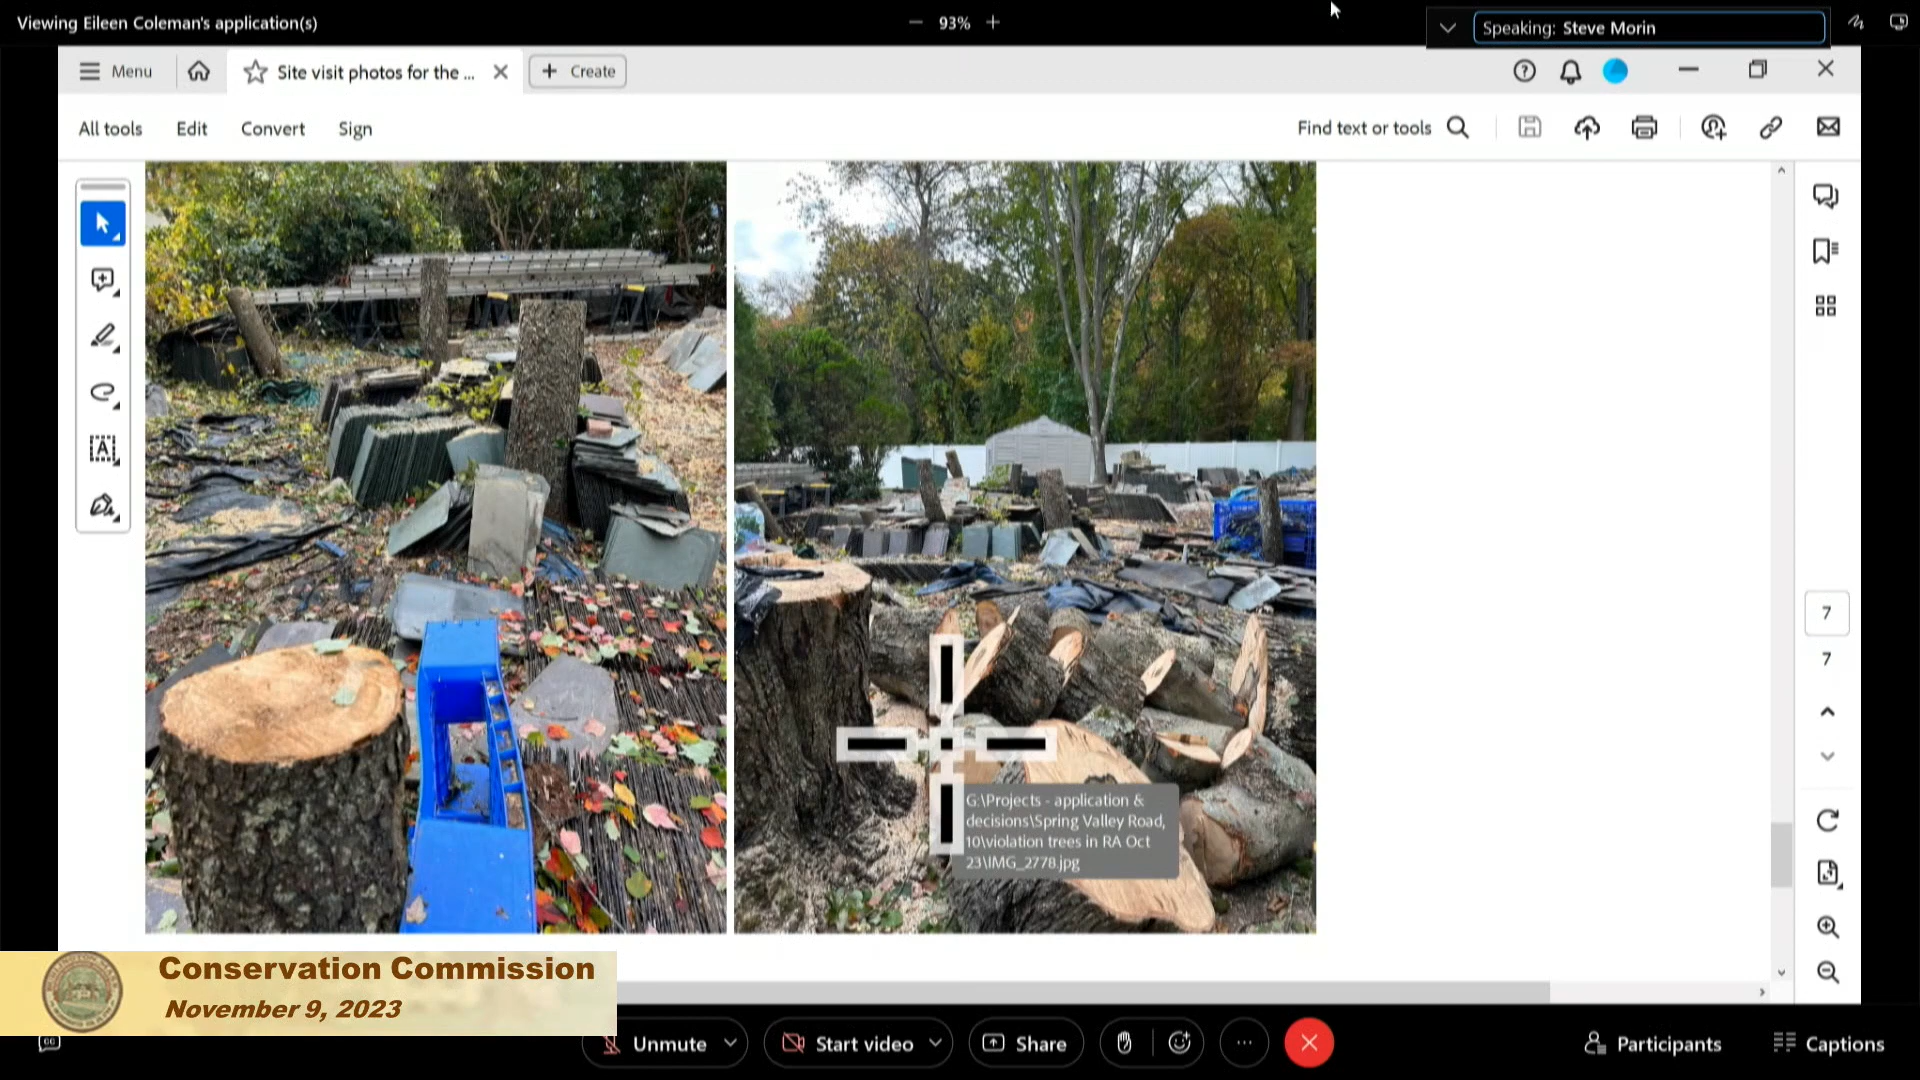 Viewing Eileen Coleman's application(s)
93%
Speaking: Steve Morin
Menu
Site visit photos for the ...
Create
All tools
Edit
Convert
Sign
Find text or tools
7
7
G:\Projects - application &
decisions\Spring Valley Road,
10\violation trees in RA Oct
23\IMG_2778.jpg
Conservation Commission
November 9, 2023
CC
Unmute
Start video
Share
Participants
Captions